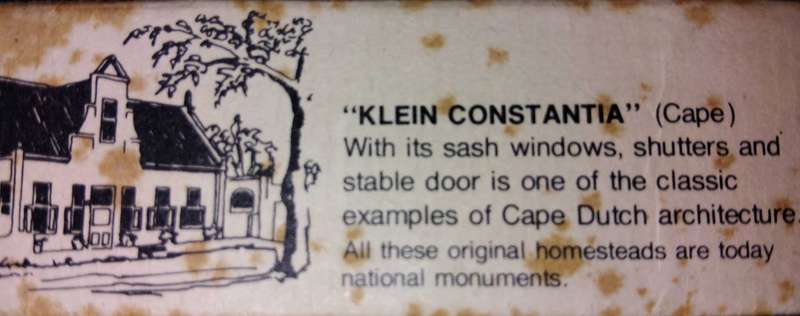 "KLEIN CONSTANTIA" (Cape)
With its sash windows, shutters and
stable door is one of the classic
examples of Cape Dutch architecture.
All these original homesteads are today
national monuments.